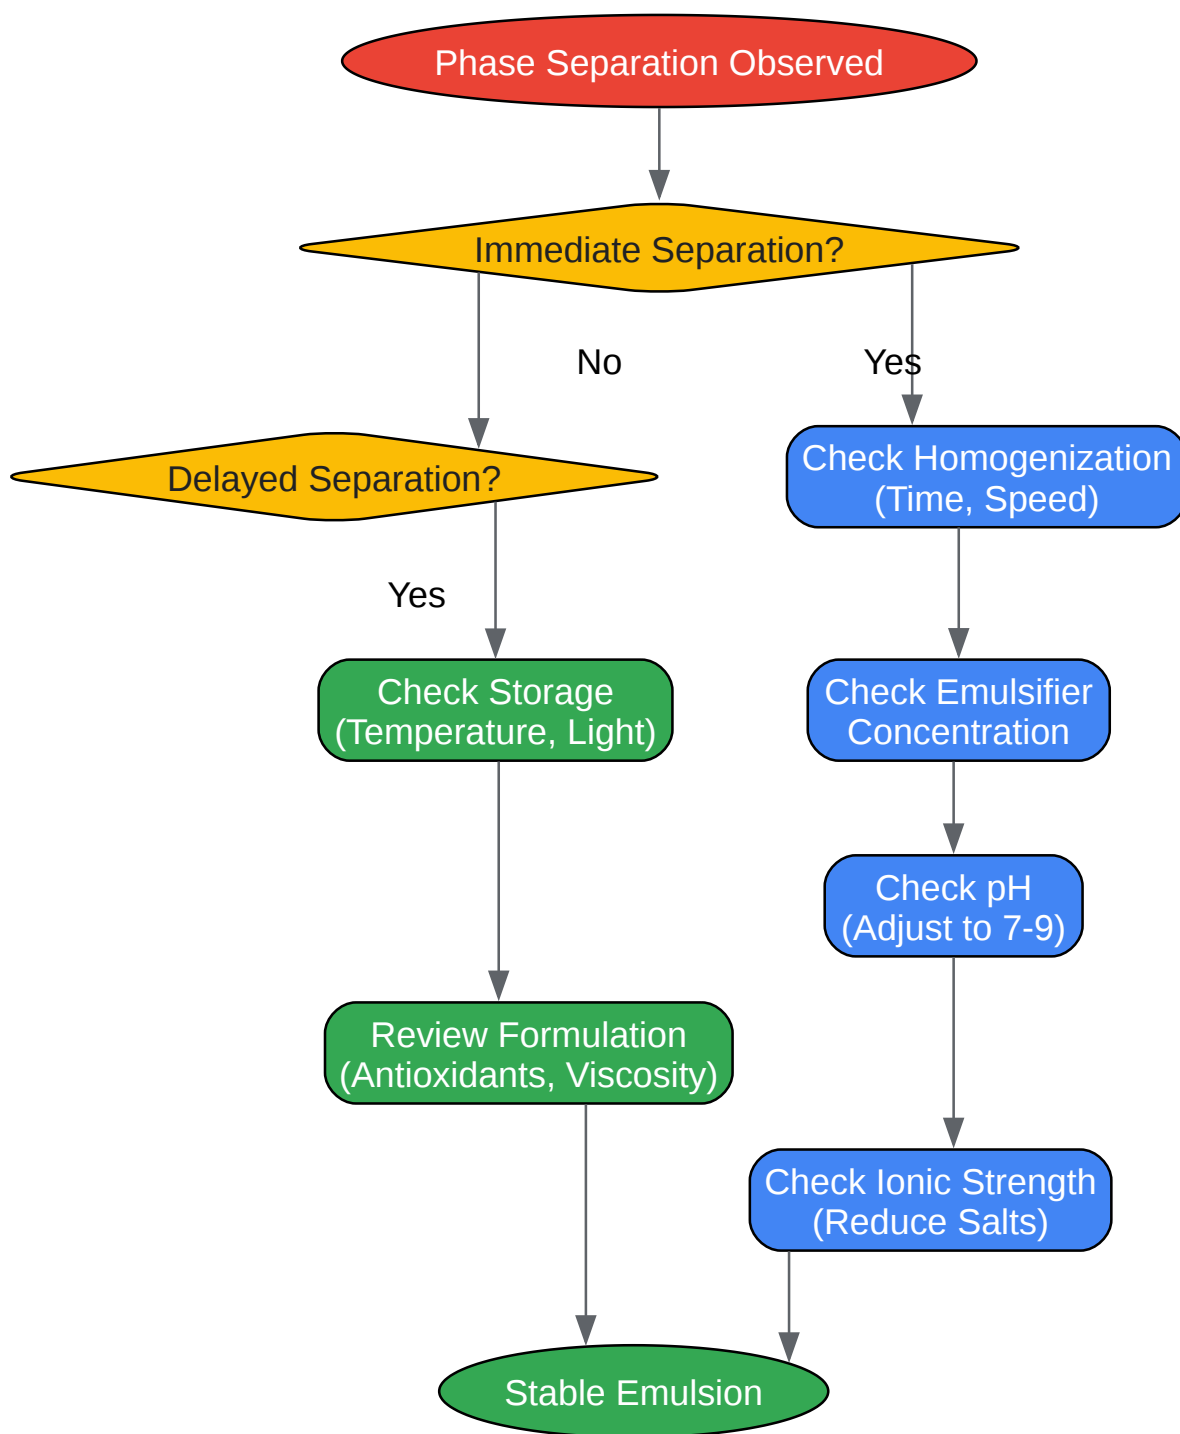 Phase Separation Observed
Immediate Separation?
No
Yes
Delayed Separation?
Check Homogenization
(Time, Speed)
Yes
Check Storage
(Temperature, Light)
Check Emulsifier
Concentration
Check pH
(Adjust to 7-9)
Review Formulation
(Antioxidants, Viscosity)
Check Ionic Strength
(Reduce Salts)
Stable Emulsion